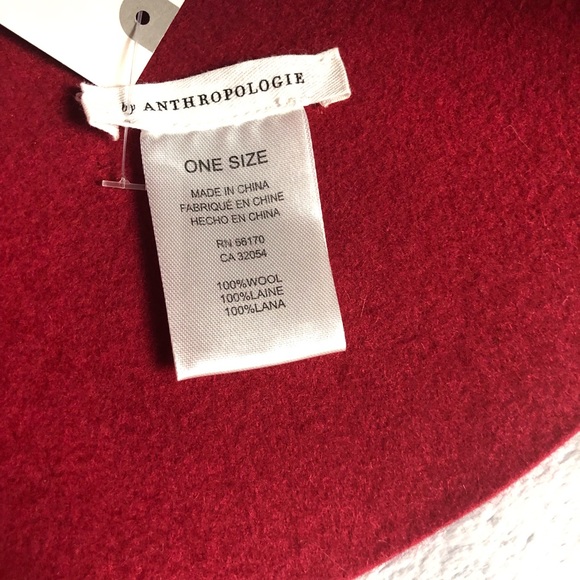 by ANTHROPOLOGIE
ONE SIZE
MADE IN CHINA
FABRIQUÉ EN CHINE
HECHO EN CHINA
RN 66170
CA 32054
100%WOOL
100%LAINE
100%LANA